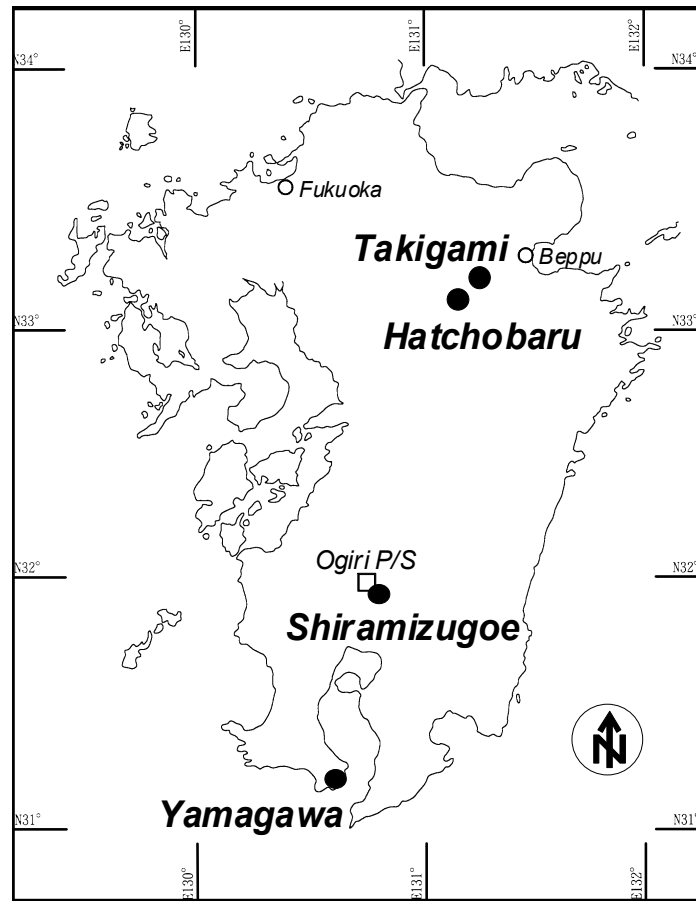 E130°
E131°
E132°
N34°
N34°
Fukuoka
Takigami
Beppu
Hatchobaru
N33°
N33°
Ogiri P/S
N32°
N32°
Shiramizugoe
N
Yamagawa
N31°
N31°
E130°
E131°
E132°